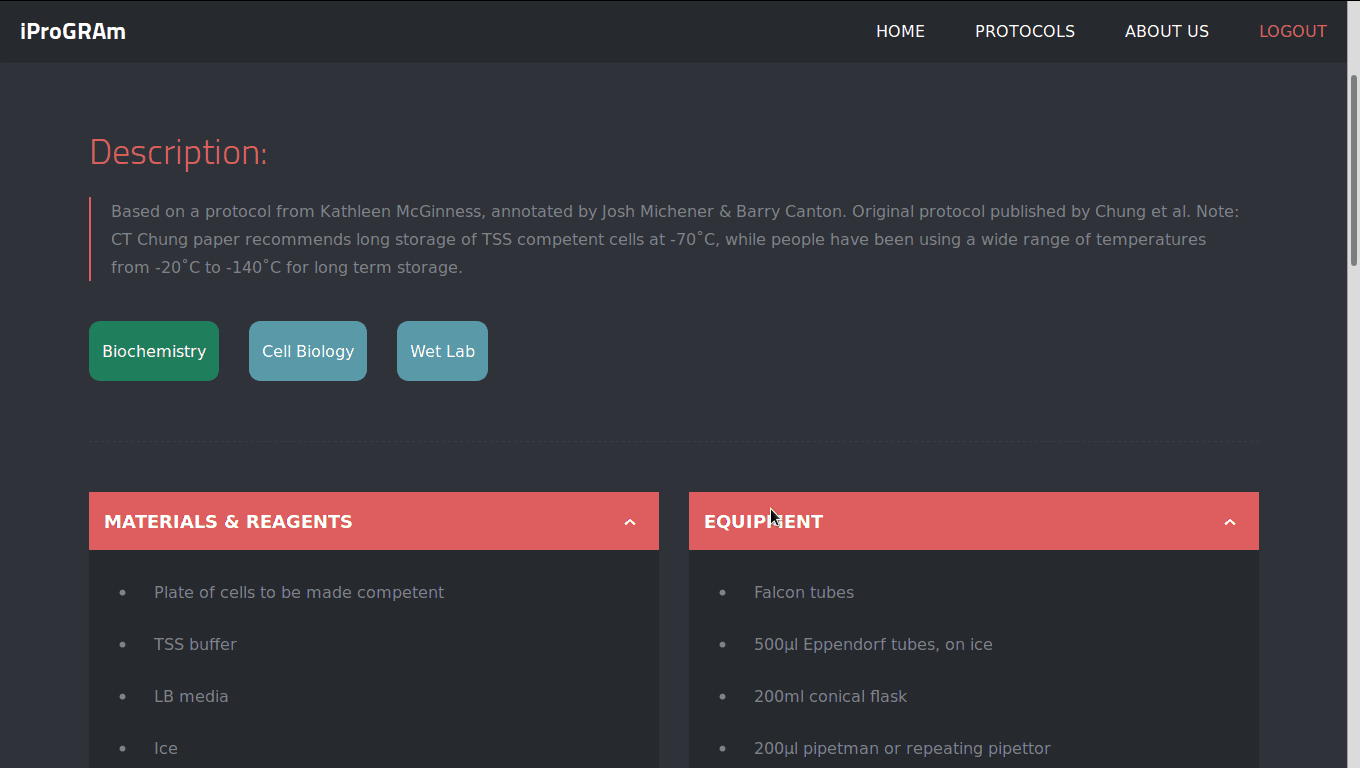 iProGRAm
HOME PROTOCOLS ABOUT US LOGOUT
Description:
Based on a protocol from Kathleen McGinness, annotated by Josh Michener & Barry Canton. Original protocol published by Chung et al. Note:
CT Chung paper recommends long storage of TSS competent cells at -70˚C, while people have been using a wide range of temperatures
from -20˚C to -140˚C for long term storage.
Biochemistry Cell Biology Wet Lab
MATERIALS & REAGENTS
Plate of cells to be made competent
TSS buffer
LB media
Ice
EQUIPMENT
Falcon tubes
500µl Eppendorf tubes, on ice
200ml conical flask
200µl pipetman or repeating pipettor